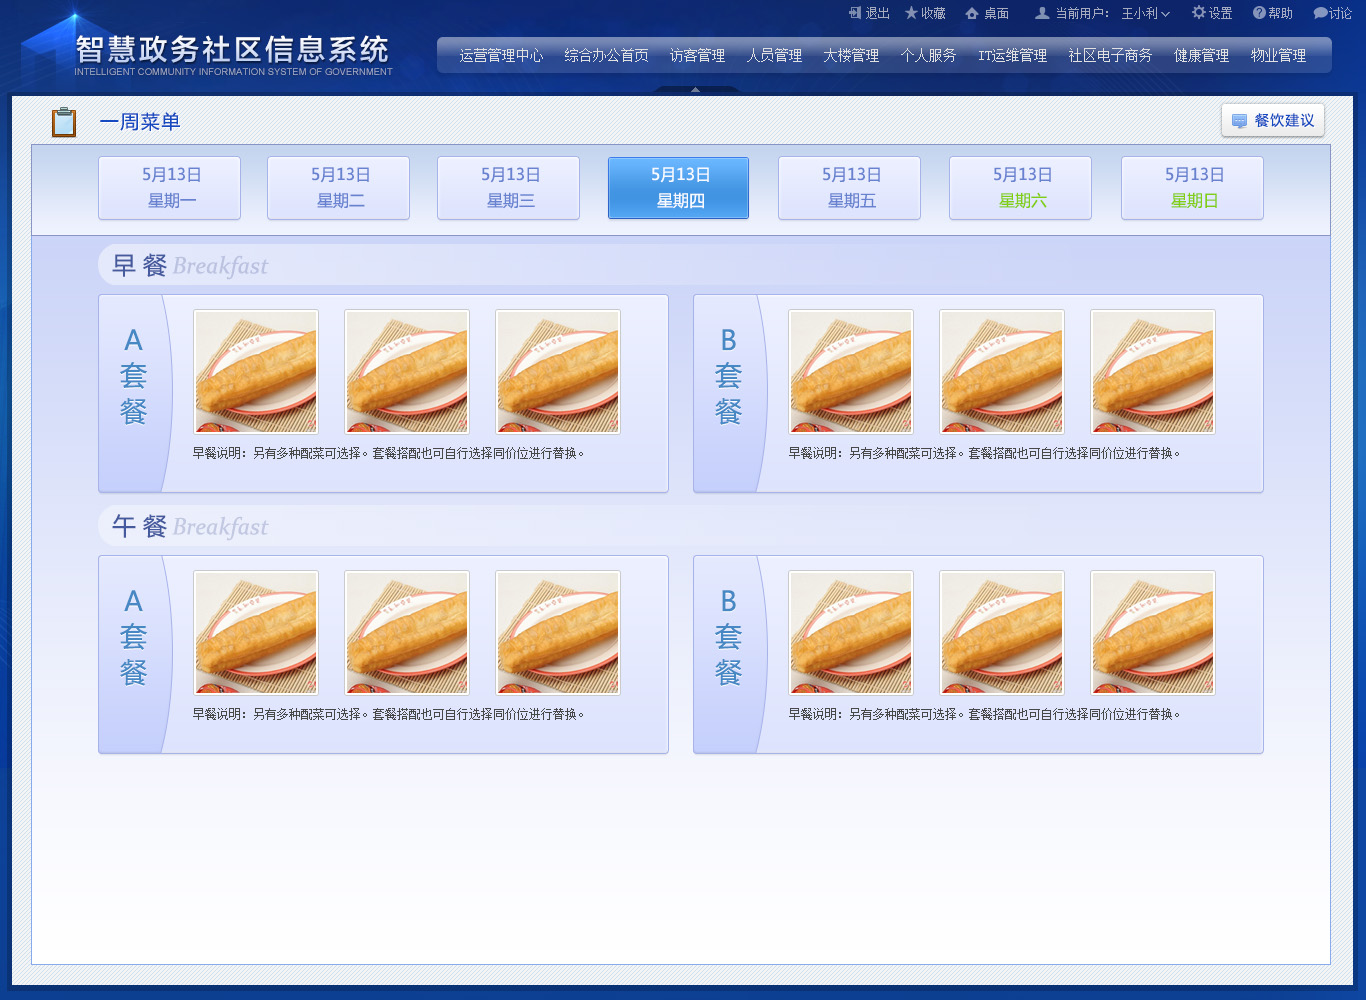 退出 收藏 桌面 当前用户： 王小利 设置 帮助 讨论
智慧政务社区信息系统
INTELLIGENT COMMUNITY INFORMATION SYSTEM OF GOVERNMENT
运营管理中心 综合办公首页 访客管理 人员管理 大楼管理 个人服务 IT运维管理 社区电子商务 健康管理 物业管理
一周菜单
餐饮建议
5月13日 5月13日 5月13日 5月13日 5月13日 5月13日 5月13日
星期一 星期二 星期三 星期四 星期五 星期六 星期日
早 餐 Breakfast
A
套
餐
早餐说明：另有多种配菜可选择。套餐搭配也可自行选择同价位进行替换。
B
套
餐
早餐说明：另有多种配菜可选择。套餐搭配也可自行选择同价位进行替换。
午 餐 Breakfast
A
套
餐
早餐说明：另有多种配菜可选择。套餐搭配也可自行选择同价位进行替换。
B
套
餐
早餐说明：另有多种配菜可选择。套餐搭配也可自行选择同价位进行替换。